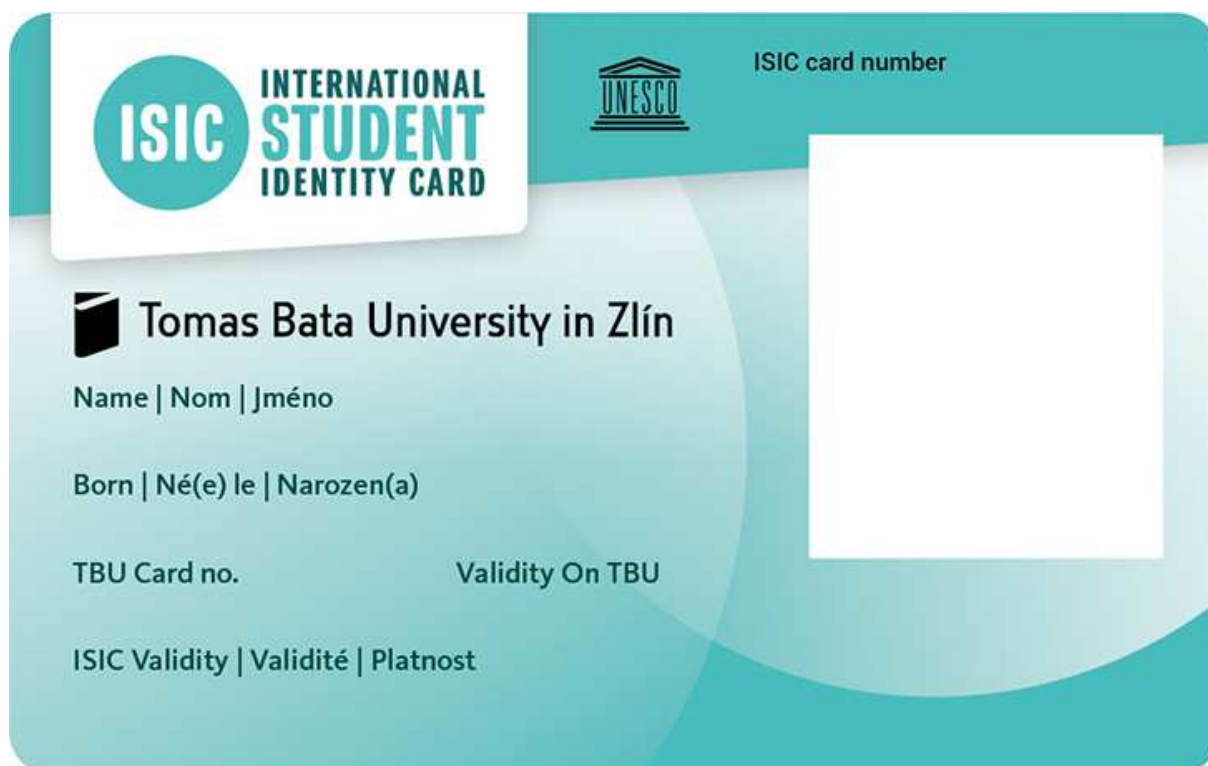 ISIC
INTERNATIONAL
STUDENT
IDENTITY CARD
UNESCO
ISIC card number
Tomas Bata University in Zlín
Name | Nom | Jméno
Born | Né(e) le | Narozen(a)
TBU Card no. Validity On TBU
ISIC Validity | Validité | Platnost